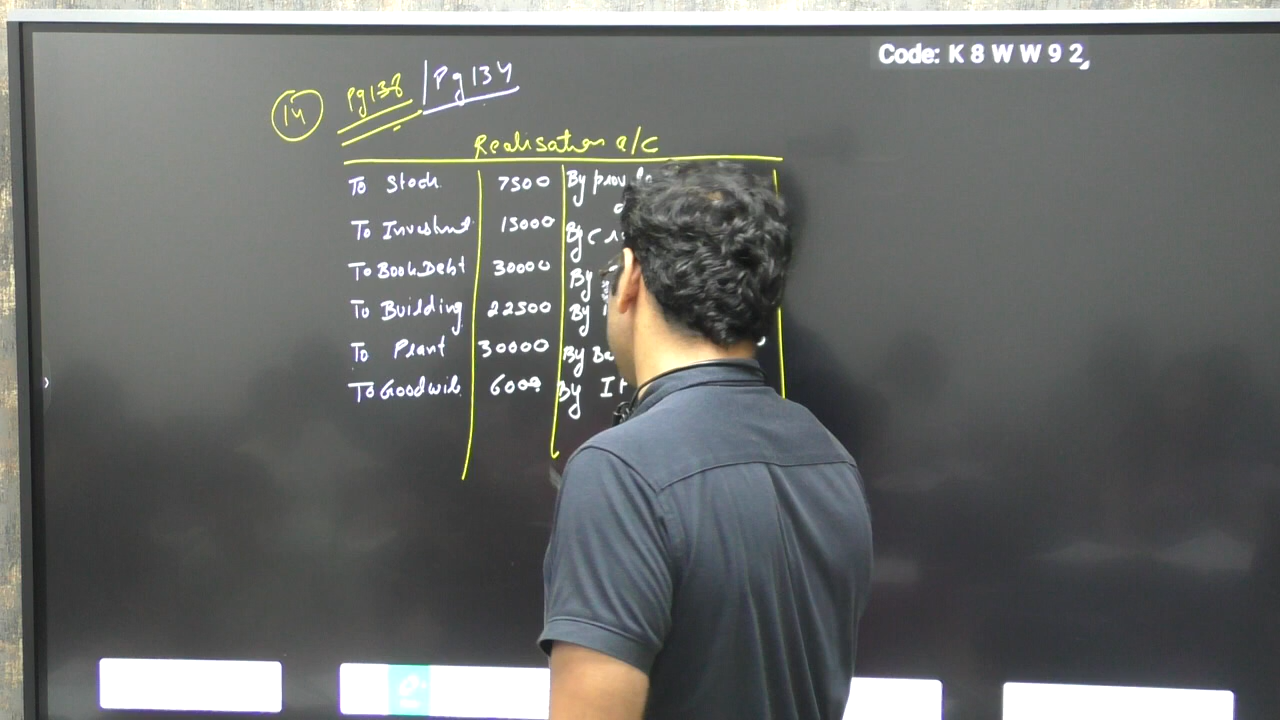 Code: K 8 W W 9 2
14 Pg 138 / Pg 134
Realisation a/c
To Stock 7500 By prov
To Investment 15000 By
To Book Debt 30000 By
To Building 22500 By
To Plant 30000 By
To Goodwill 6000 By